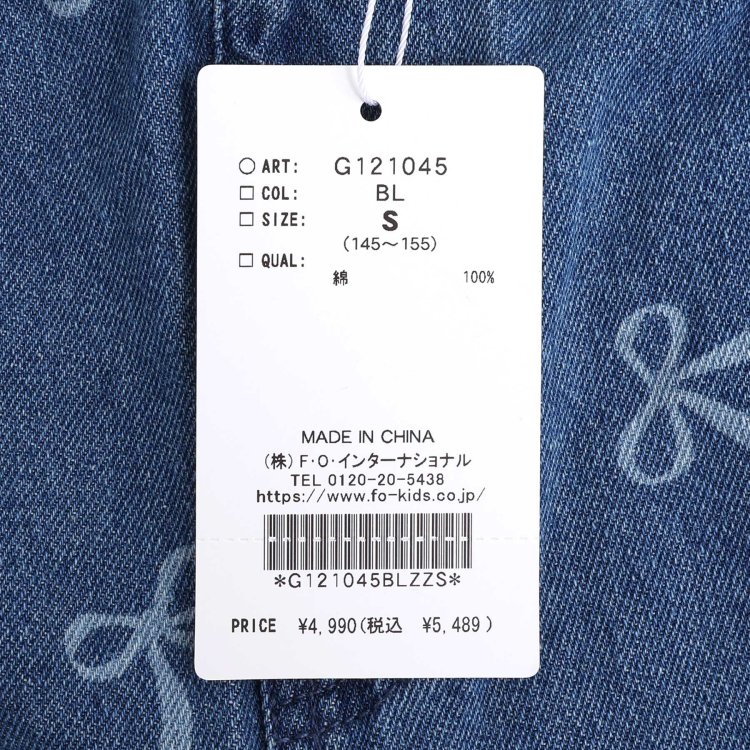 ART: G121045
COL: BL
SIZE: S
(145～155)
QUAL:
綿 100%
MADE IN CHINA
(株)F・O・インターナショナル
TEL 0120-20-5438
https://www.fo-kids.co.jp/
*G121045BLZZS*
PRICE ¥4,990(税込 ¥5,489)